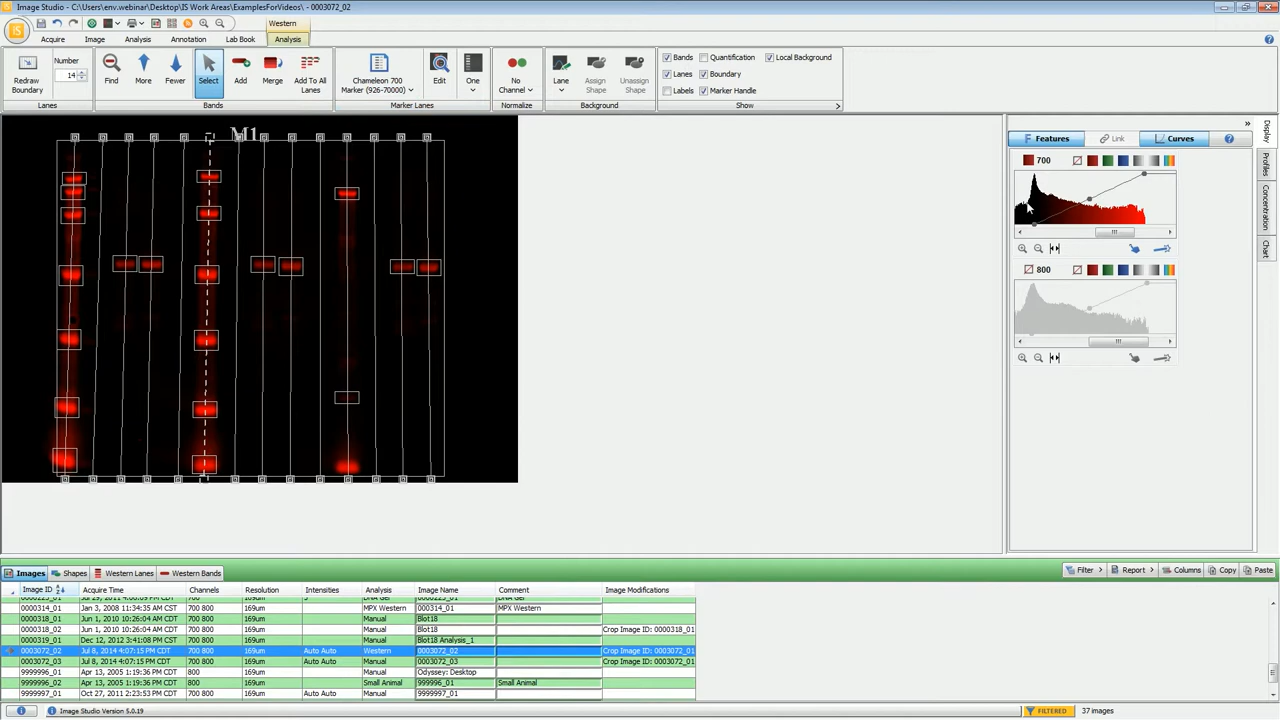 Image Studio - C:\Users\env.webinar\Desktop\IS Work Areas\ExamplesForVideos\ - 0003072_02
Western
Acquire Image Analysis Annotation Lab Book Analysis
Redraw Boundary
Number
14
Lanes
Find
More
Fewer
Select
Add
Merge
Add To All Lanes
Bands
Chameleon 700 Marker (926-70000)
Edit
One
Marker Lanes
No Channel
Normalize
Lane
Assign Shape
Unassign Shape
Background
Bands Quantification Local Background
Lanes Boundary
Labels Marker Handle
Show
M1
Features Link Curves
700
800
Display
Profiles
Concentration
Chart
Images Shapes Western Lanes Western Bands Filter Report Columns Copy Paste
Image ID Acquire Time Channels Resolution Intensities Analysis Image Name Comment Image Modifications
0000314_01 Jan 3, 2008 11:34:35 AM CST 700 800 169um MPX Western 000314_01 MPX Western
0000318_01 Jun 1, 2010 10:26:04 AM CDT 700 800 169um Manual Blot18
0000318_02 Jun 1, 2010 10:26:04 AM CDT 700 800 169um Manual Blot18 Crop Image ID: 0000318_01
0000319_01 Dec 12, 2012 3:41:08 PM CST 700 800 169um Manual Blot18 Analysis_1
0003072_02 Jul 8, 2014 4:07:15 PM CDT 700 800 169um Auto Auto Western 0003072_02 Crop Image ID: 0003072_01
0003072_03 Jul 8, 2014 4:07:15 PM CDT 700 800 169um Auto Auto Manual 0003072_03 Crop Image ID: 0003072_01
9999996_01 Apr 13, 2005 1:19:36 PM CDT 800 169um Manual Odyssey: Desktop
9999996_02 Apr 13, 2005 1:19:36 PM CDT 800 169um Small Animal 999996_01 Small Animal
9999997_01 Oct 27, 2011 2:23:53 PM CDT 700 800 169um Auto Auto Manual 9999997_01
Image Studio Version 5.0.19
FILTERED
37 images